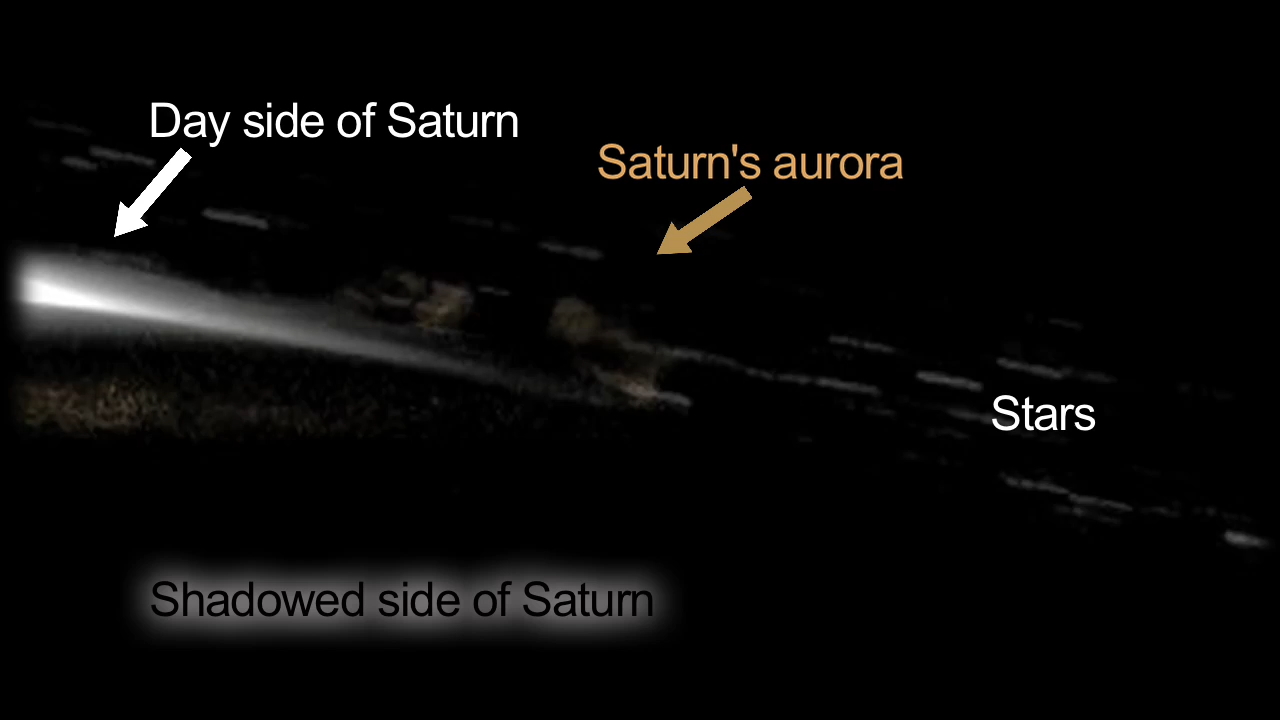 Day side of Saturn
Saturn's aurora
Stars
Shadowed side of Saturn